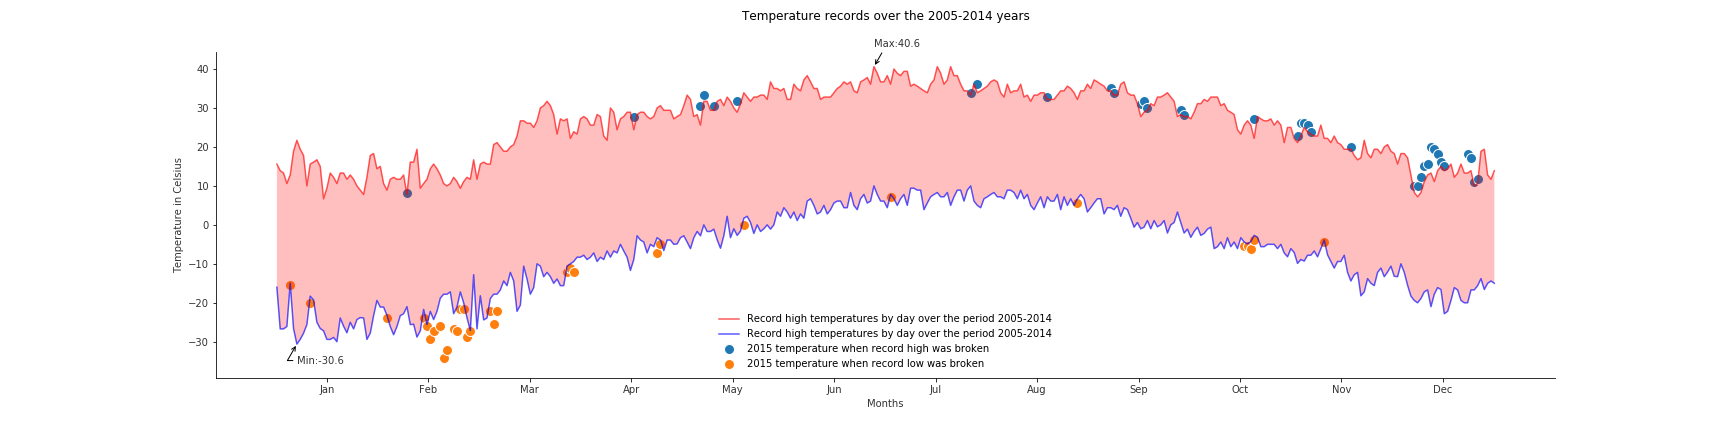 Temperature records over the 2005-2014 years
Max:40.6
40
30
20
10
0
−10
−20
−30
Temperature in Celsius
Min:-30.6
Record high temperatures by day over the period 2005-2014
Record high temperatures by day over the period 2005-2014
2015 temperature when record high was broken
2015 temperature when record low was broken
Jan Feb Mar Apr May Jun Jul Aug Sep Oct Nov Dec
Months